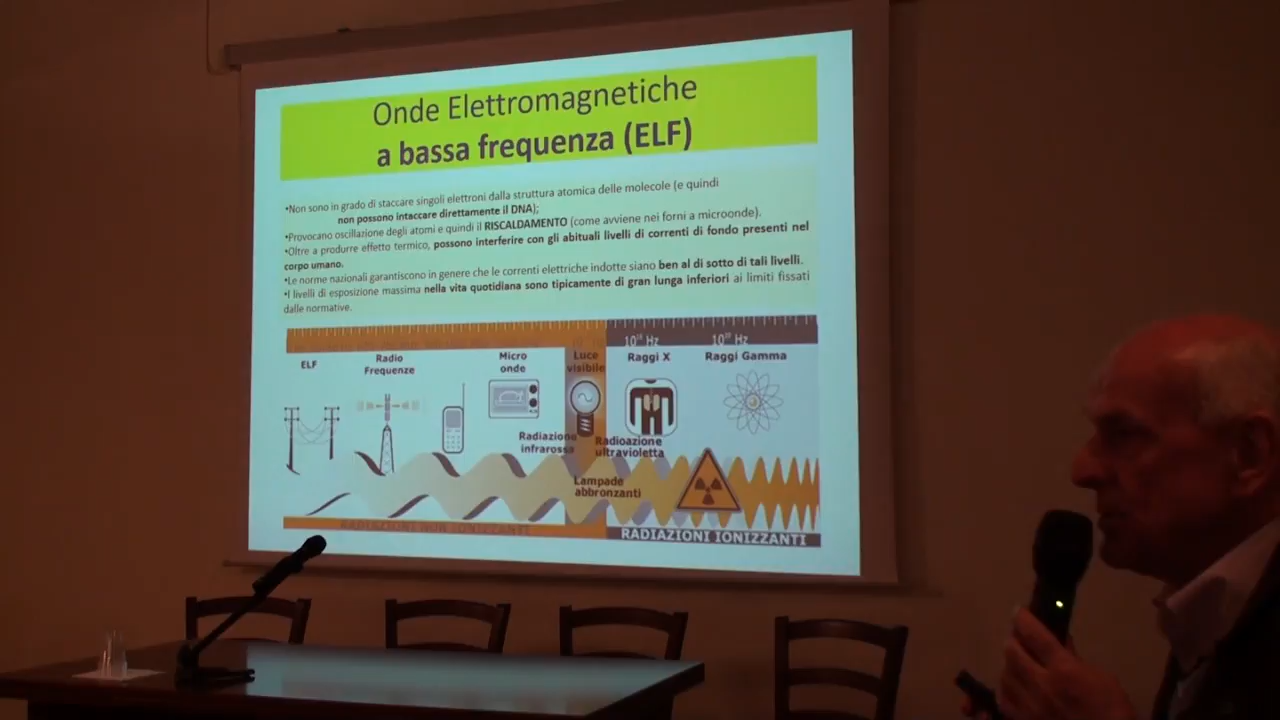 Onde Elettromagnetiche
a bassa frequenza (ELF)
•Non sono in grado di staccare singoli elettroni dalla struttura atomica delle molecole (e quindi
non possono intaccare direttamente il DNA);
•Provocano oscillazione degli atomi e quindi il RISCALDAMENTO (come avviene nei forni a microonde).
•Oltre a produrre effetto termico, possono interferire con gli abituali livelli di correnti di fondo presenti nel
corpo umano.
•Le norme nazionali garantiscono in genere che le correnti elettriche indotte siano ben al di sotto di tali livelli.
•I livelli di esposizione massima nella vita quotidiana sono tipicamente di gran lunga inferiori ai limiti fissati
dalle normative.
Hz
Hz
ELF
Radio
Frequenze
Micro
onde
Luce
visibile
Raggi X
Raggi Gamma
Radiazione
infrarossa
Radioazione
ultravioletta
Lampade
abbronzanti
RADIAZIONI NON IONIZZANTI
RADIAZIONI IONIZZANTI